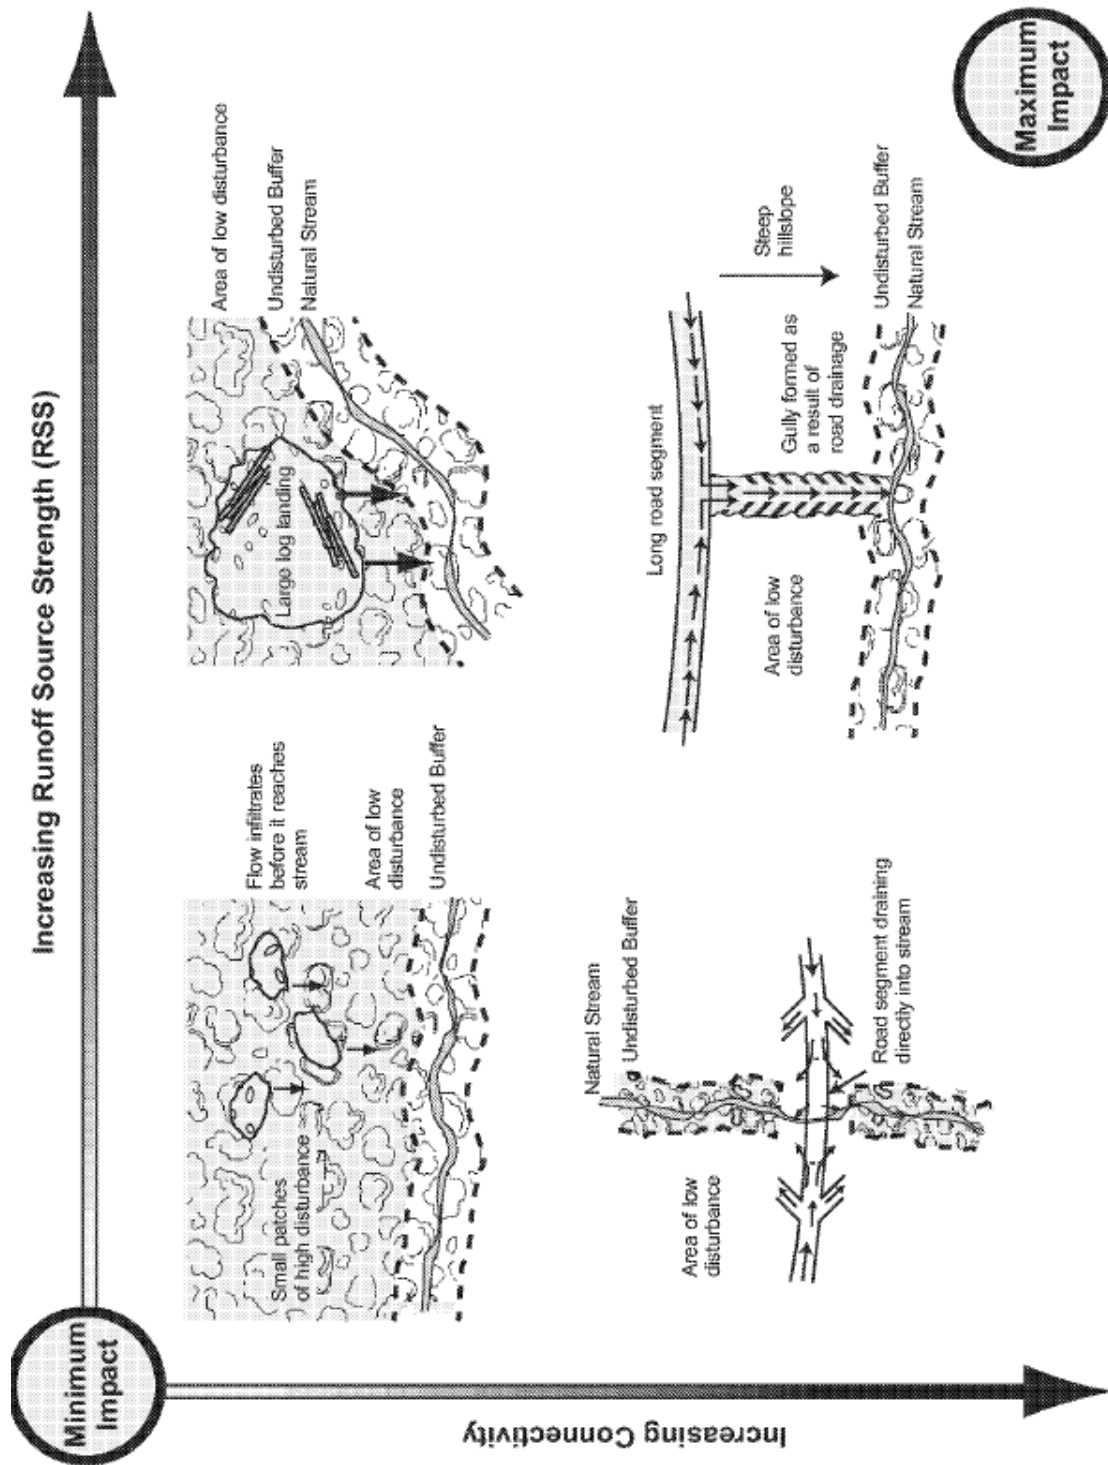 Increasing Runoff Source Strength (RSS)
Minimum
Impact
Increasing Connectivity
Small patches
of high disturbance
Flow infiltrates
before it reaches
stream
Area of low
disturbance
Undisturbed Buffer
Large log landing
Area of low disturbance
Undisturbed Buffer
Natural Stream
Natural Stream
Undisturbed Buffer
Area of low
disturbance
Road segment draining
directly into stream
Long road segment
Area of low
disturbance
Gully formed as
a result of
road drainage
Steep
hillslope
Undisturbed Buffer
Natural Stream
Maximum
Impact